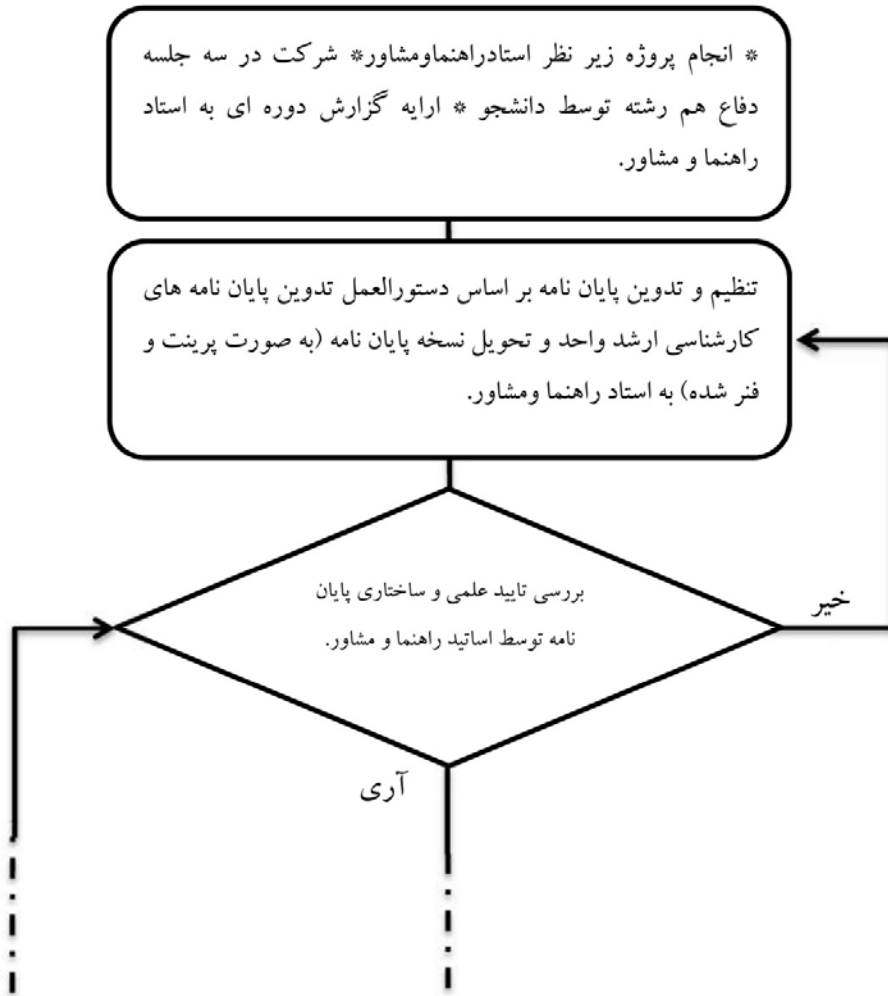 * انجام پروژه زیر نظر استادراهنماومشاور* شرکت در سه جلسه
دفاع هم رشته توسط دانشجو * ارایه گزارش دوره ای به استاد
راهنما و مشاور.
تنظیم و تدوین پایان نامه بر اساس دستورالعمل تدوین پایان نامه های
کارشناسی ارشد واحد و تحویل نسخه پایان نامه (به صورت پرینت و
فنر شده) به استاد راهنما ومشاور.
بررسی تایید علمی و ساختاری پایان
نامه توسط اساتید راهنما و مشاور.
خیر
آری